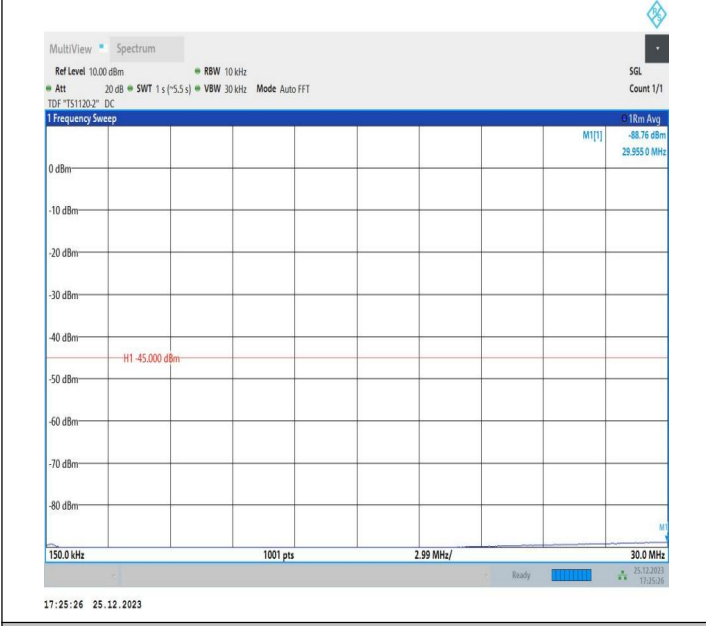 MultiView Spectrum
Ref Level 10.00 dBm RBW 10 kHz SGL
Att 20 dB SWT 1 s (~5.5 s) VBW 30 kHz Mode Auto FFT Count 1/1
TDF "TS1120-2" DC
1 Frequency Sweep 1Rm Avg
M1[1] -88.76 dBm
29.955 0 MHz
0 dBm
-10 dBm
-20 dBm
-30 dBm
-40 dBm
H1 -45.000 dBm
-50 dBm
-60 dBm
-70 dBm
-80 dBm
M1
150.0 kHz 1001 pts 2.99 MHz/ 30.0 MHz
Ready 25.12.2023
17:25:26
17:25:26 25.12.2023